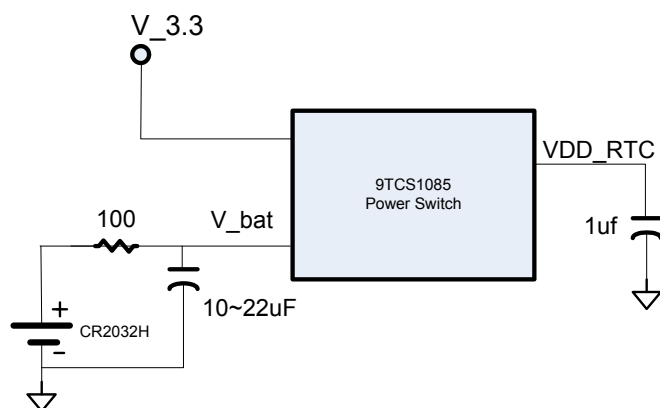 V_3.3
9TCS1085
Power Switch
VDD_RTC
1uf
100
V_bat
10~22uF
+
CR2032H
-